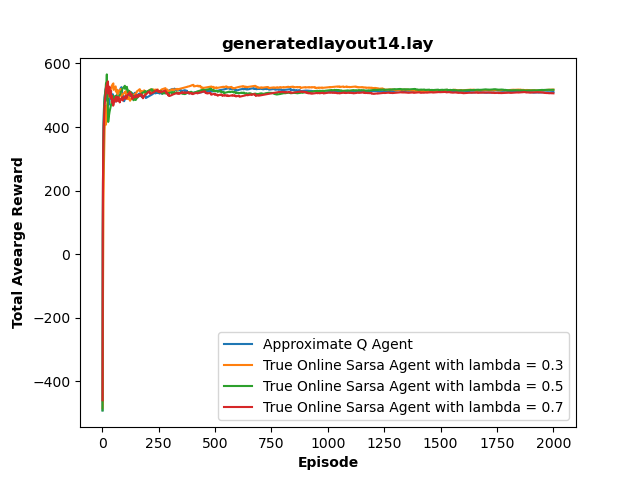 generatedlayout14.lay
600
400
200
0
−200
−400
Total Avearge Reward
Approximate Q Agent
True Online Sarsa Agent with lambda = 0.3
True Online Sarsa Agent with lambda = 0.5
True Online Sarsa Agent with lambda = 0.7
0 250 500 750 1000 1250 1500 1750 2000
Episode